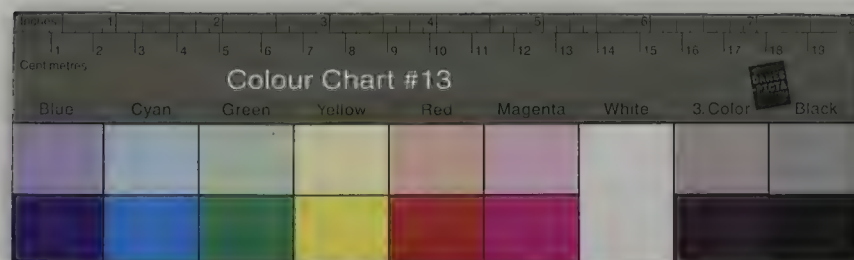 Inches 1 2 3 4 5 6 7
1 2 3 4 5 6 7 8 9 10 11 12 13 14 15 16 17 18 19
Centimetres
Colour Chart #13
DANES
PICTA
Blue Cyan Green Yellow Red Magenta White 3.Color Black